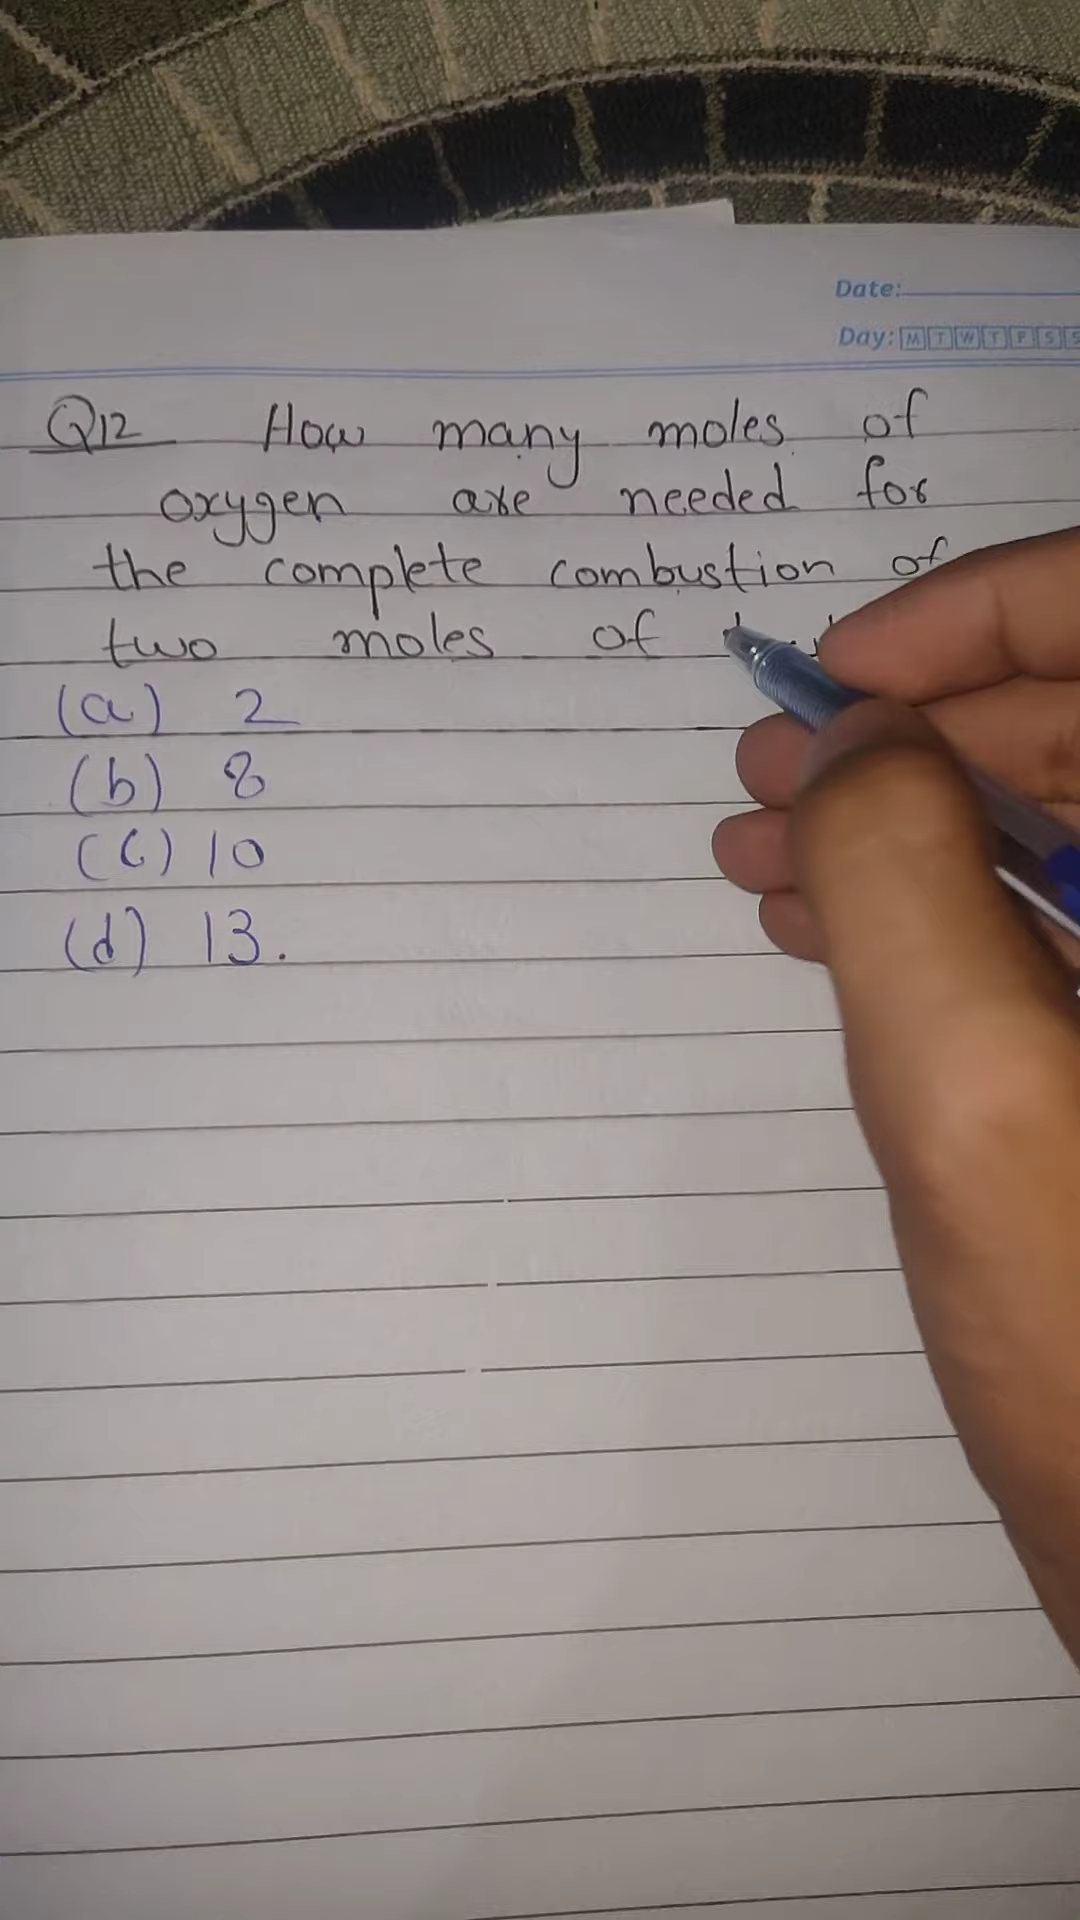 Date:
Day: M T W T F S S
Q12 How many moles of
oxygen are needed for
the complete combustion of
two moles of
(a) 2
(b) 8
(c) 10
(d) 13.